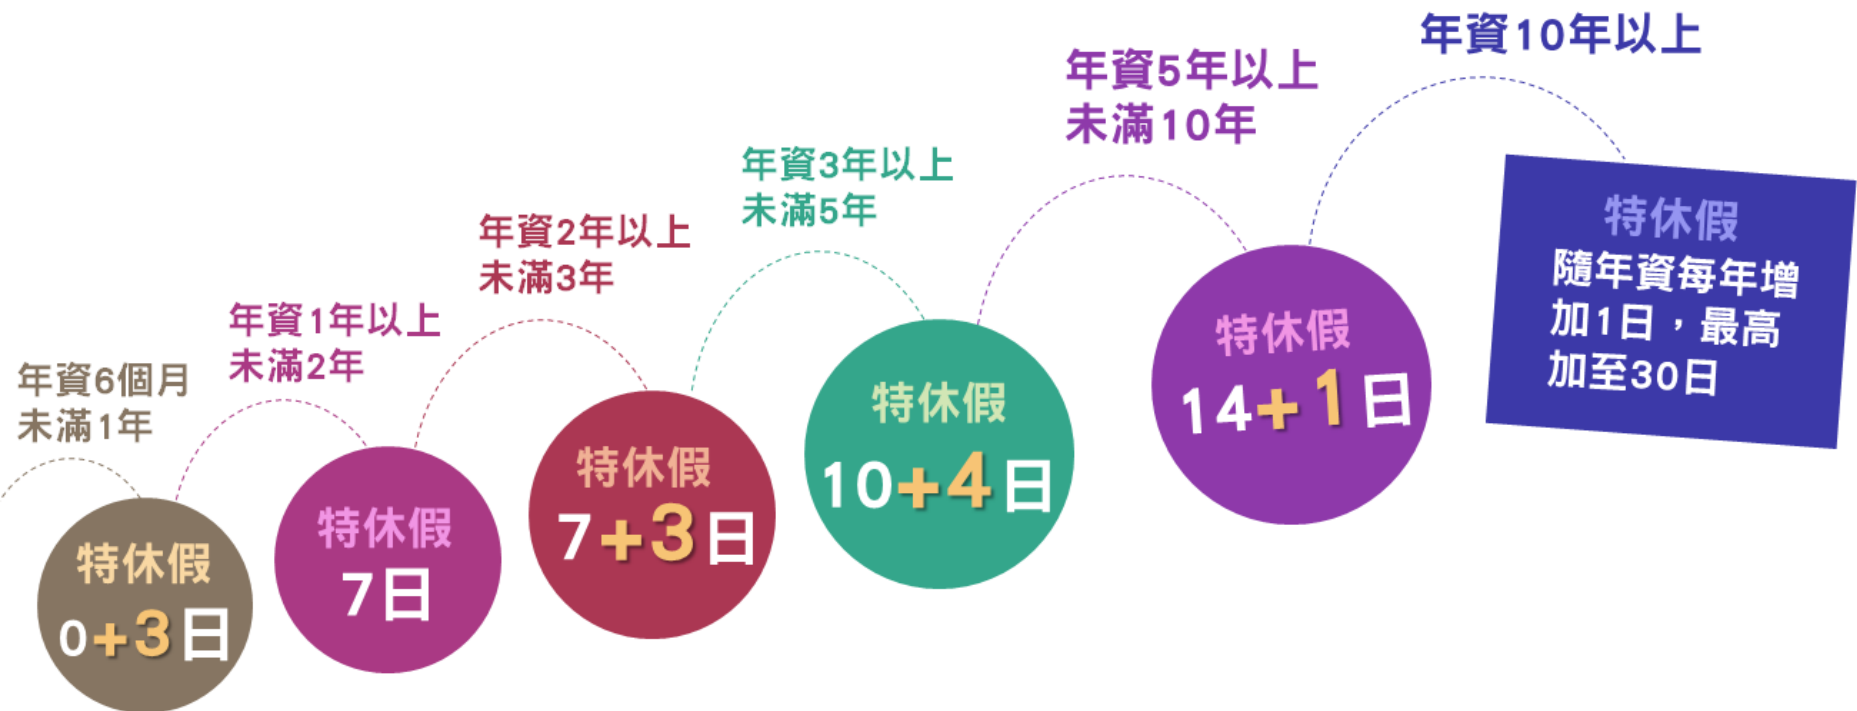 年資6個月
未滿1年
特休假
0+3日
年資1年以上
未滿2年
特休假
7日
年資2年以上
未滿3年
特休假
7+3日
年資3年以上
未滿5年
特休假
10+4日
年資5年以上
未滿10年
特休假
14+1日
年資10年以上
特休假
隨年資每年增
加1日，最高
加至30日